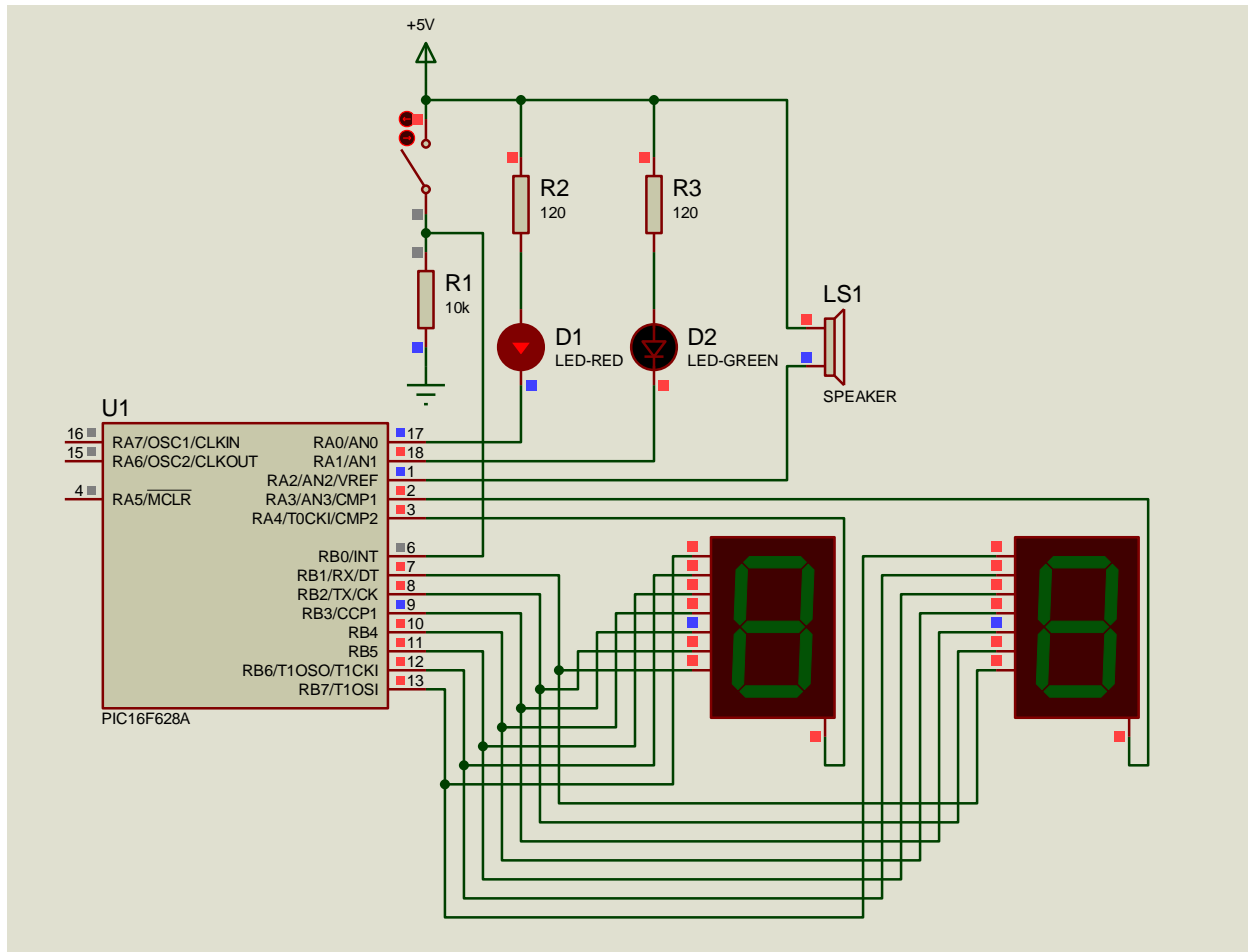 +5V
R2
120
R3
120
R1
10k
LS1
SPEAKER
D1
LED-RED
D2
LED-GREEN
U1
16
RA7/OSC1/CLKIN
15
RA6/OSC2/CLKOUT
4
RA5/MCLR
RA0/AN0
17
RA1/AN1
18
RA2/AN2/VREF
1
RA3/AN3/CMP1
2
RA4/T0CKI/CMP2
3
RB0/INT
6
RB1/RX/DT
7
RB2/TX/CK
8
RB3/CCP1
9
RB4
10
RB5
11
RB6/T1OSO/T1CKI
12
RB7/T1OSI
13
PIC16F628A